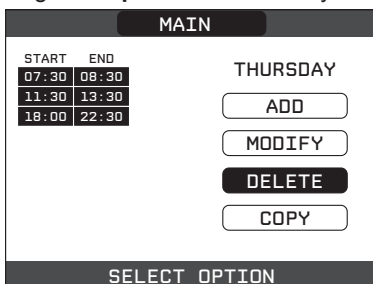 MAIN
START END
07:30 08:30
11:30 13:30
18:00 22:30
THURSDAY
ADD
MODIFY
DELETE
COPY
SELECT OPTION